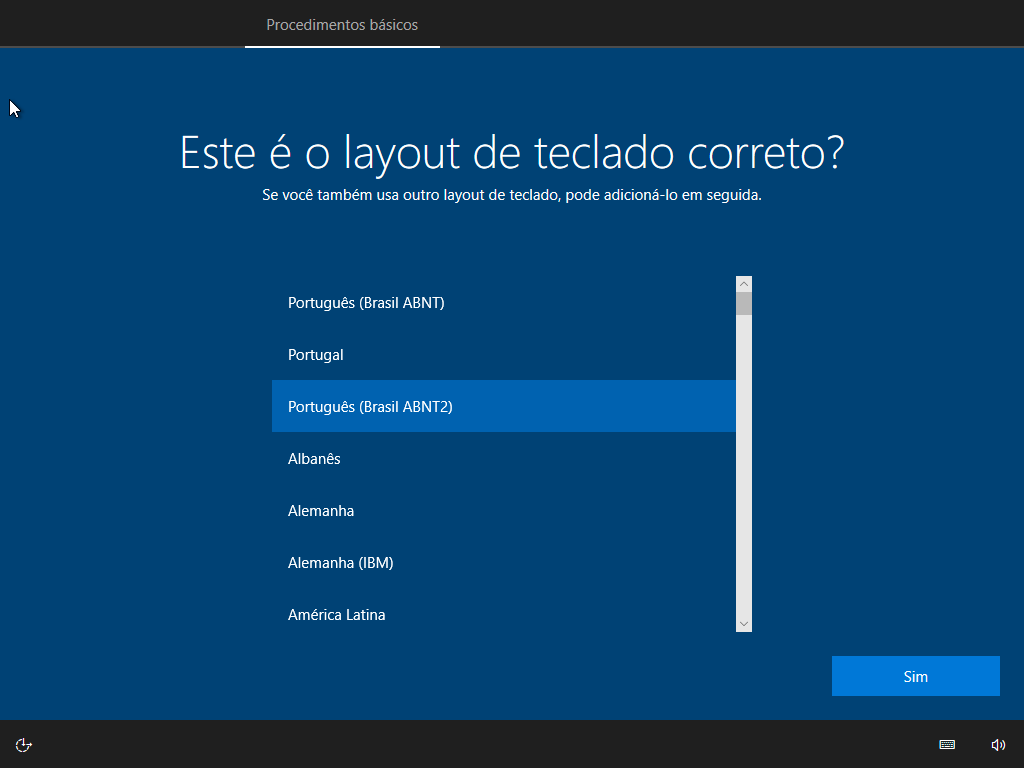 Procedimentos básicos
Este é o layout de teclado correto?
Se você também usa outro layout de teclado, pode adicioná-lo em seguida.
Português (Brasil ABNT)
Portugal
Português (Brasil ABNT2)
Albanês
Alemanha
Alemanha (IBM)
América Latina
Sim